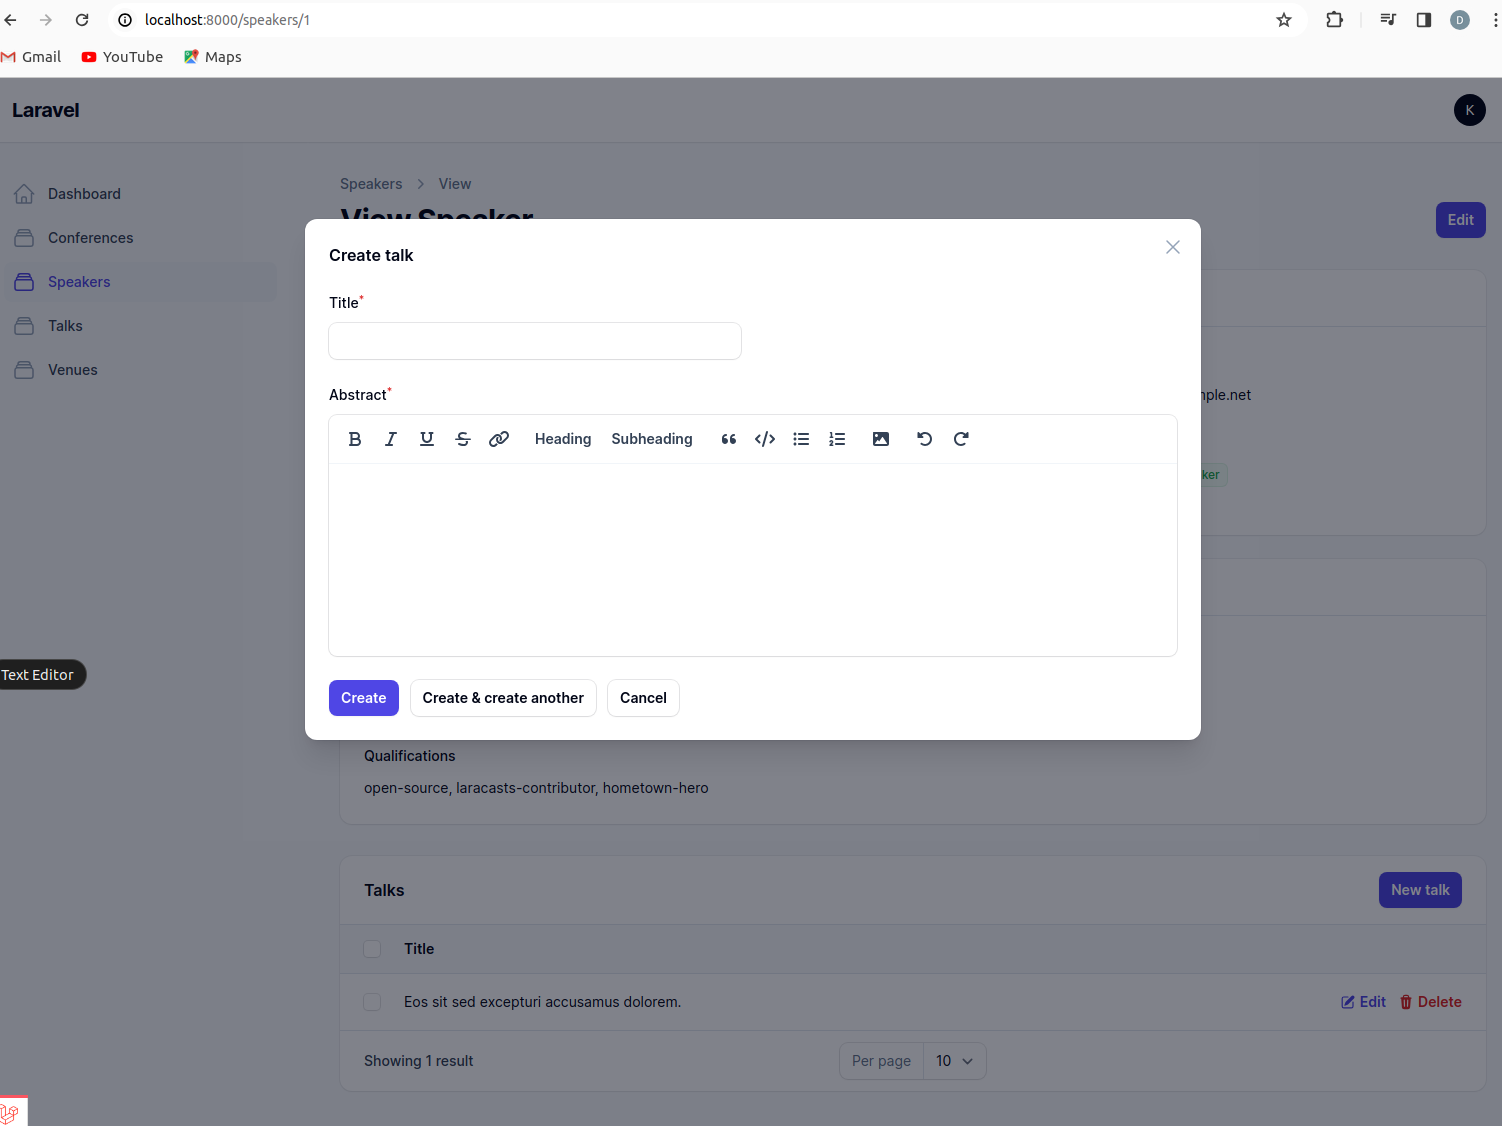 localhost:8000/speakers/1
D
Gmail YouTube Maps
Laravel
K
Dashboard
Conferences
Speakers
Talks
Venues
Speakers > View
View Speaker
Edit
Create talk
Title*
Abstract*
Heading Subheading
mple.net
ker
Text Editor
Create Create & create another Cancel
Qualifications
open-source, laracasts-contributor, hometown-hero
Talks
New talk
Title
Eos sit sed excepturi accusamus dolorem.
Edit Delete
Showing 1 result
Per page 10